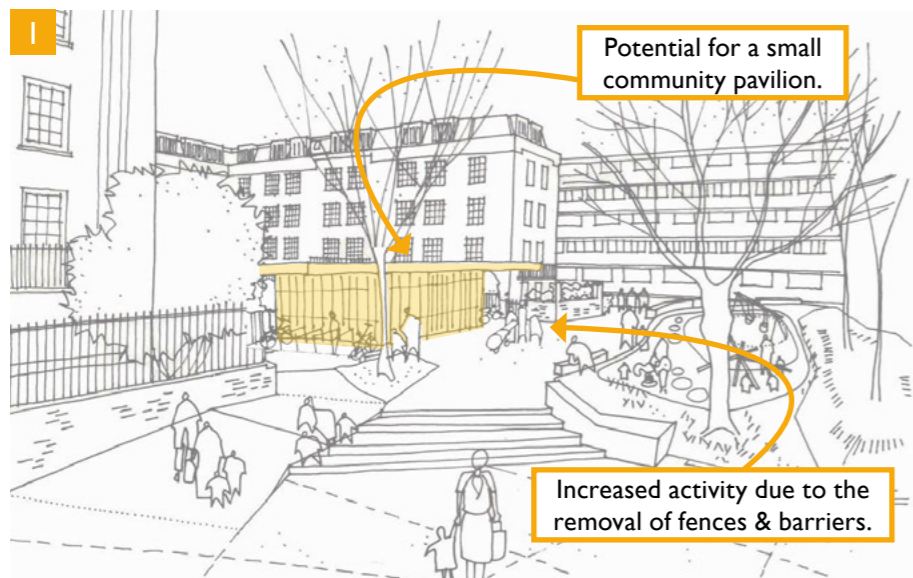 1
Potential for a small
community pavilion.
Increased activity due to the
removal of fences & barriers.